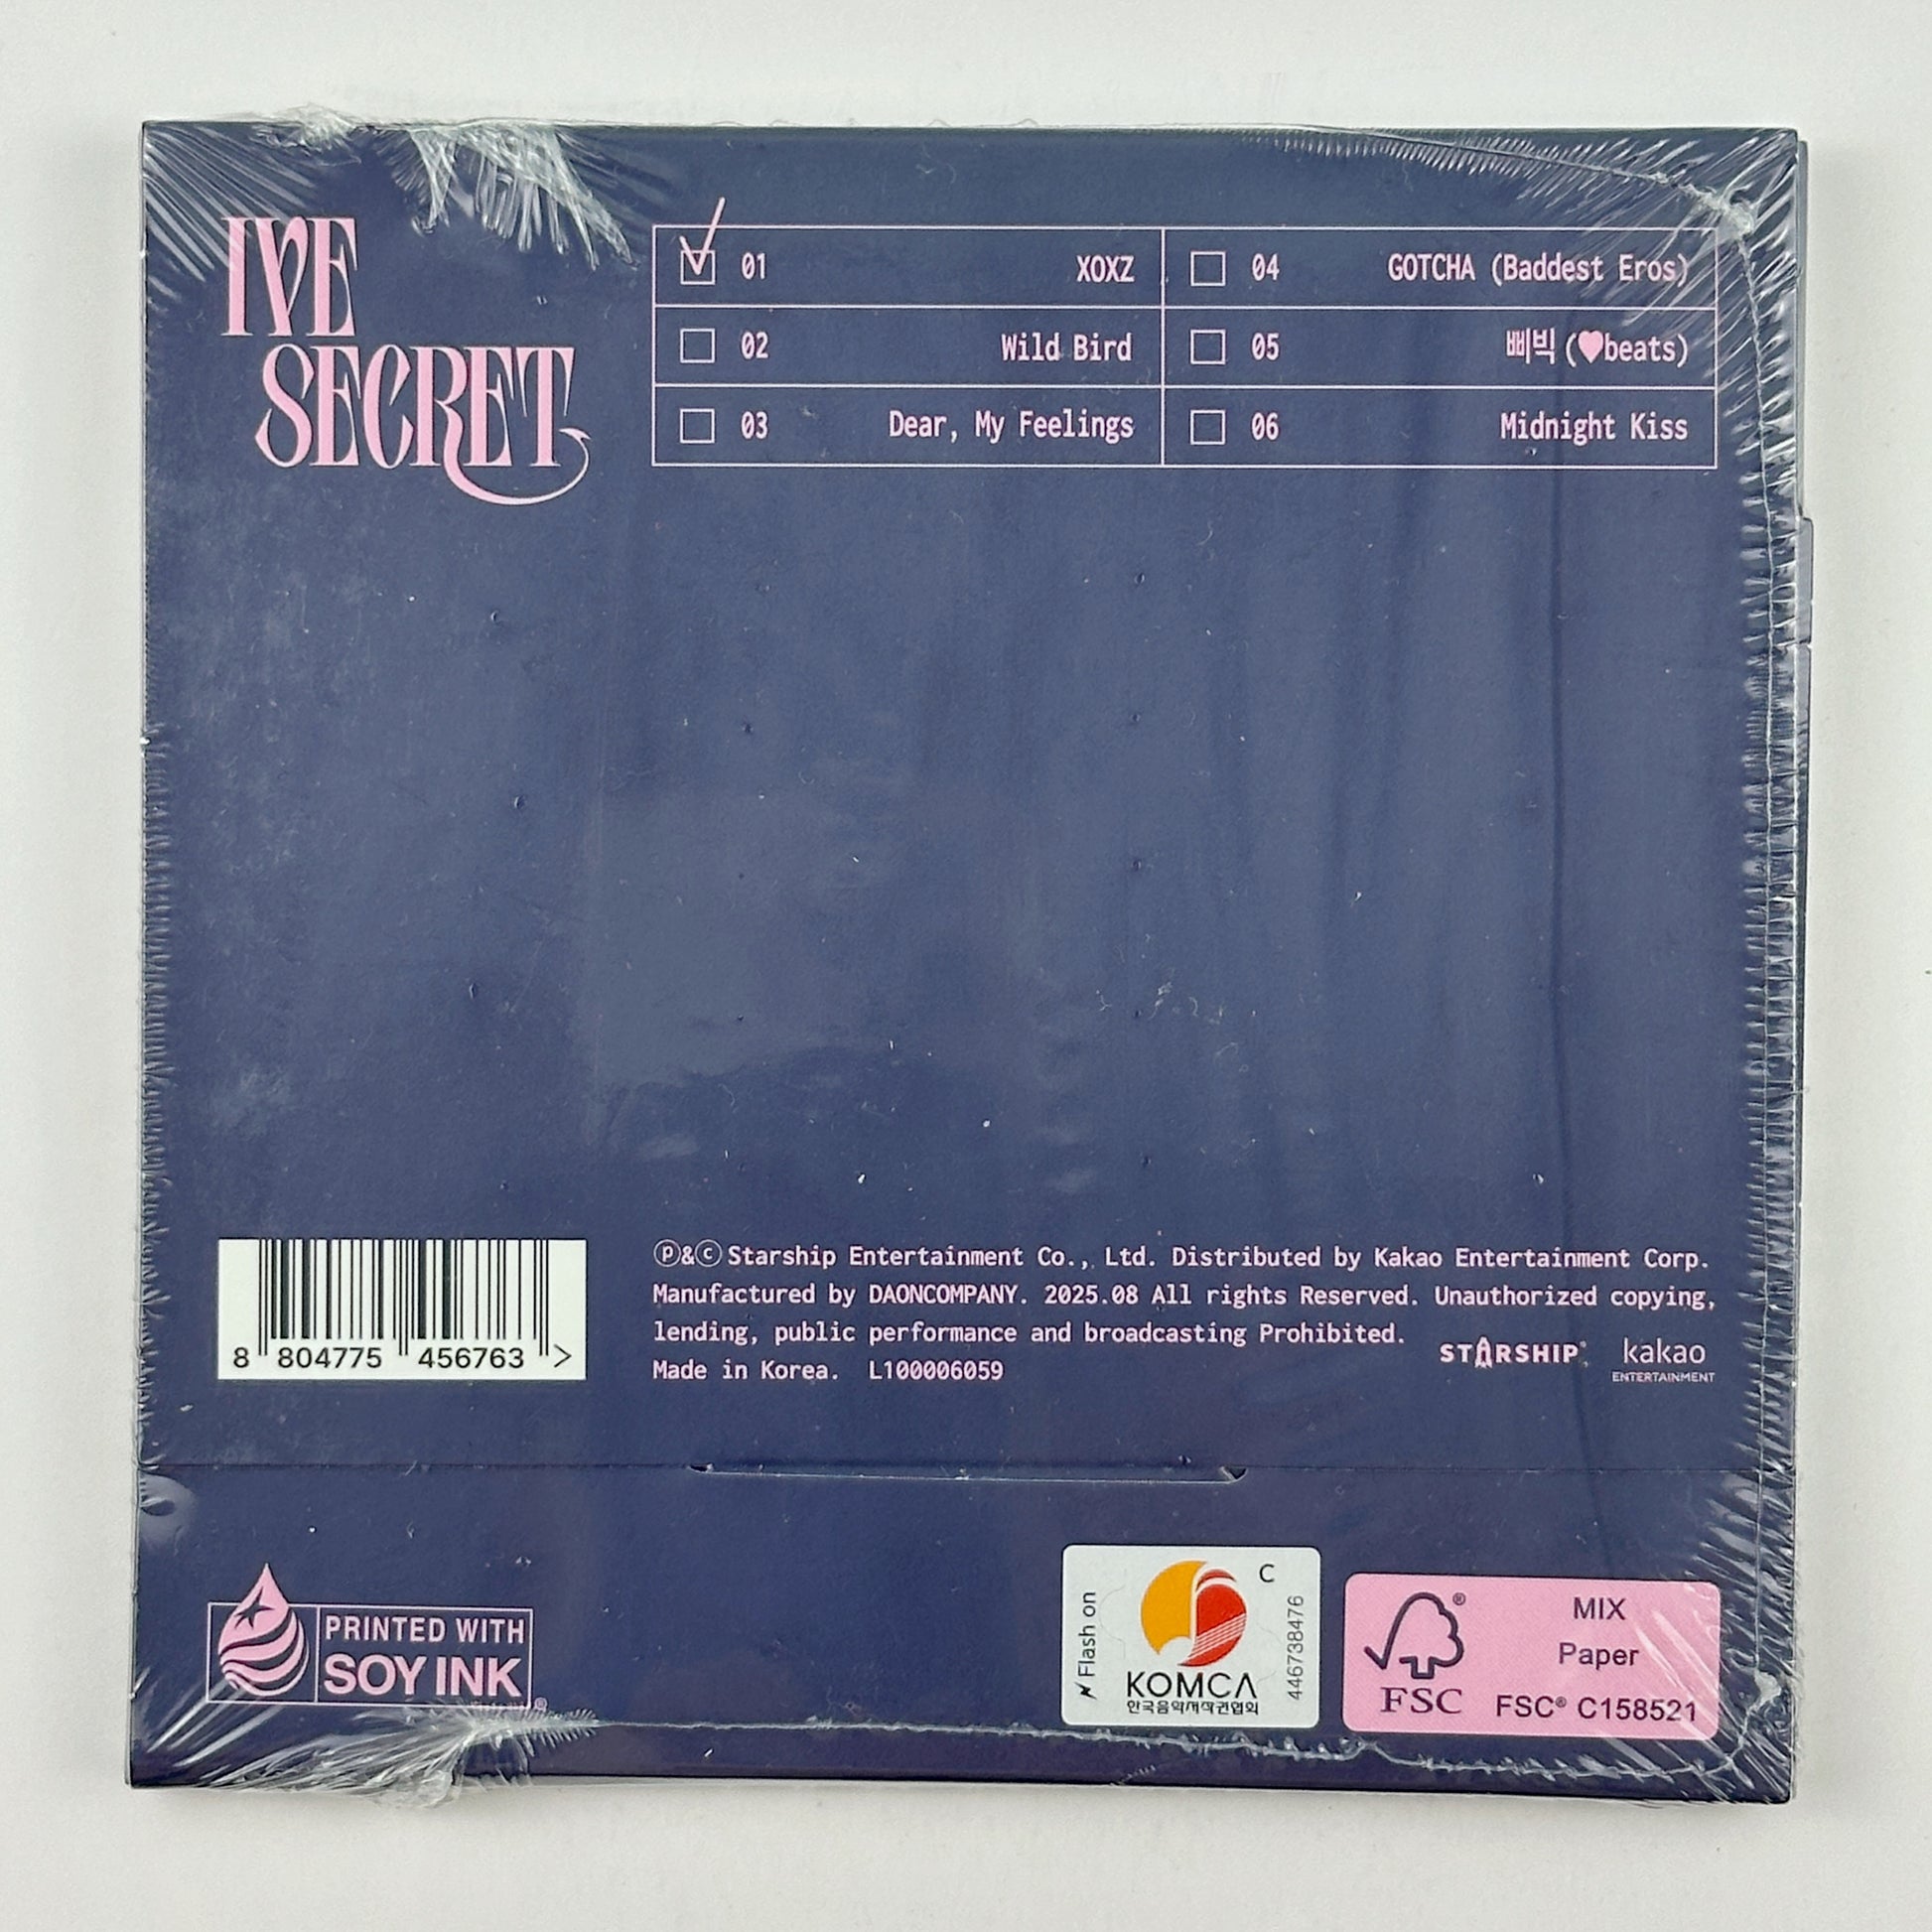 IVE
SECRET
01 XOXZ
02 Wild Bird
03 Dear, My Feelings
04 GOTCHA (Baddest Eros)
05 삐빅 (♥beats)
06 Midnight Kiss
8 804775 456763 >
Ⓟ&ⓒ Starship Entertainment Co., Ltd. Distributed by Kakao Entertainment Corp.
Manufactured by DAONCOMPANY. 2025.08 All rights Reserved. Unauthorized copying,
lending, public performance and broadcasting Prohibited.
Made in Korea. L100006059
STARSHIP
kakao
ENTERTAINMENT
PRINTED WITH
SOY INK®
Flash on
C
KOMCA
한국음악저작권협회
446738476
®
FSC
MIX
Paper
FSC® C158521